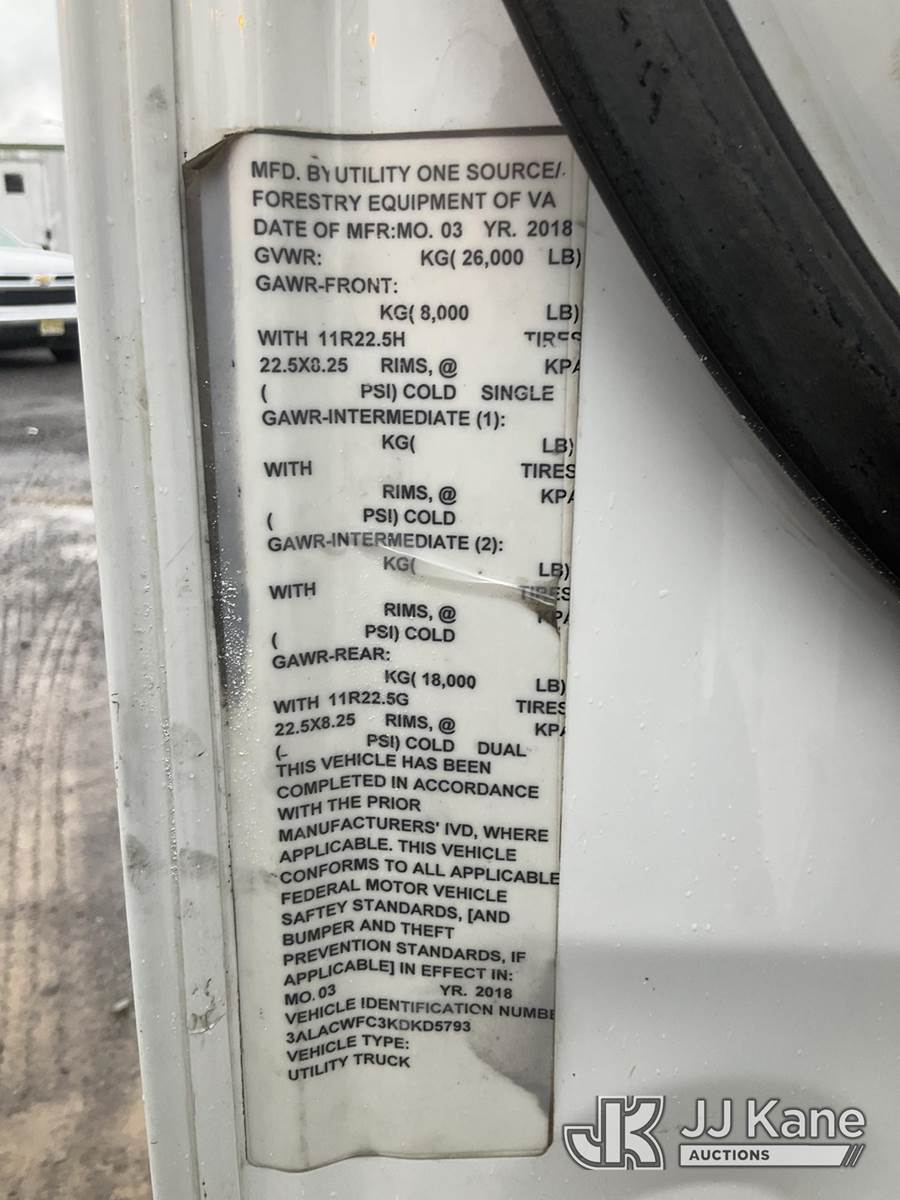 MFD. BY UTILITY ONE SOURCE/
FORESTRY EQUIPMENT OF VA
DATE OF MFR:MO. 03 YR. 2018
GVWR: KG( 26,000 LB)
GAWR-FRONT:
KG( 8,000 LB)
WITH 11R22.5H TIRES
22.5X8.25 RIMS, @ KPA
( PSI) COLD SINGLE
GAWR-INTERMEDIATE (1):
KG( LB)
WITH TIRES
RIMS, @ KPA
( PSI) COLD
GAWR-INTERMEDIATE (2):
KG( LB)
WITH TIRES
RIMS, @ KPA
( PSI) COLD
GAWR-REAR:
KG( 18,000 LB)
WITH 11R22.5G TIRES
22.5X8.25 RIMS, @ KPA
( PSI) COLD DUAL
THIS VEHICLE HAS BEEN
COMPLETED IN ACCORDANCE
WITH THE PRIOR
MANUFACTURERS' IVD, WHERE
APPLICABLE. THIS VEHICLE
CONFORMS TO ALL APPLICABLE
FEDERAL MOTOR VEHICLE
SAFTEY STANDARDS, [AND
BUMPER AND THEFT
PREVENTION STANDARDS, IF
APPLICABLE] IN EFFECT IN:
MO. 03 YR. 2018
VEHICLE IDENTIFICATION NUMBE
3ALACWFC3KDKD5793
VEHICLE TYPE:
UTILITY TRUCK
JK JJ Kane
AUCTIONS